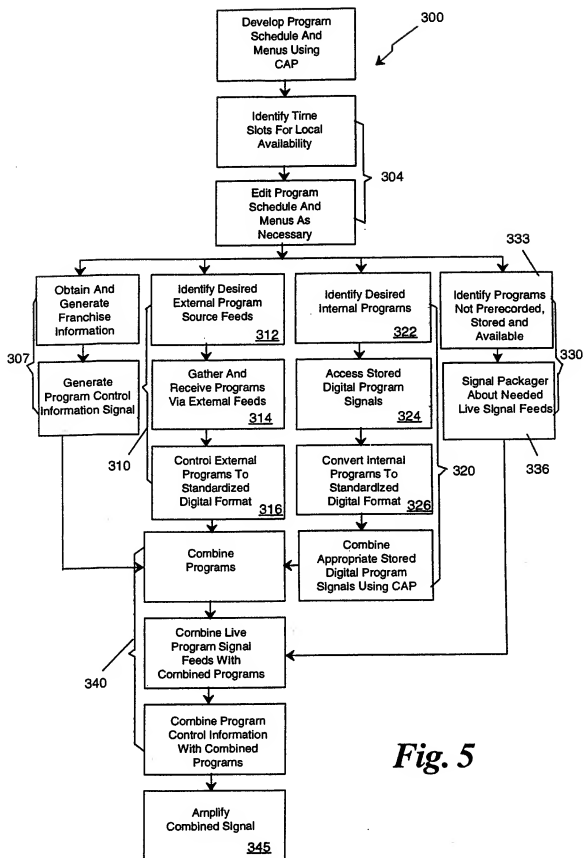 Develop Program
Schedule And
Menus Using
CAP
300
Identify Time
Slots For Local
Availability
304
Edit Program
Schedule And
Menus As
Necessary
Obtain And
Generate
Franchise
Information
307
Generate
Program Control
Information Signal
Identify Desired
External Program
Source Feeds
312
Gather And
Receive Programs
Via External Feeds
314
310
Control External
Programs To
Standardized
Digital Format
316
Identify Desired
Internal Programs
322
Access Stored
Digital Program
Signals
324
320
Convert Internal
Programs To
Standardized
Digital Format
326
Combine
Appropriate Stored
Digital Program
Signals Using CAP
333
Identify Programs
Not Prerecorded,
Stored and
Available
330
Signal Packager
About Needed
Live Signal Feeds
336
Combine
Programs
340
Combine Live
Program Signal
Feeds With
Combined Programs
Combine Program
Control Information
With Combined
Programs
Amplify
Combined Signal
345
Fig. 5